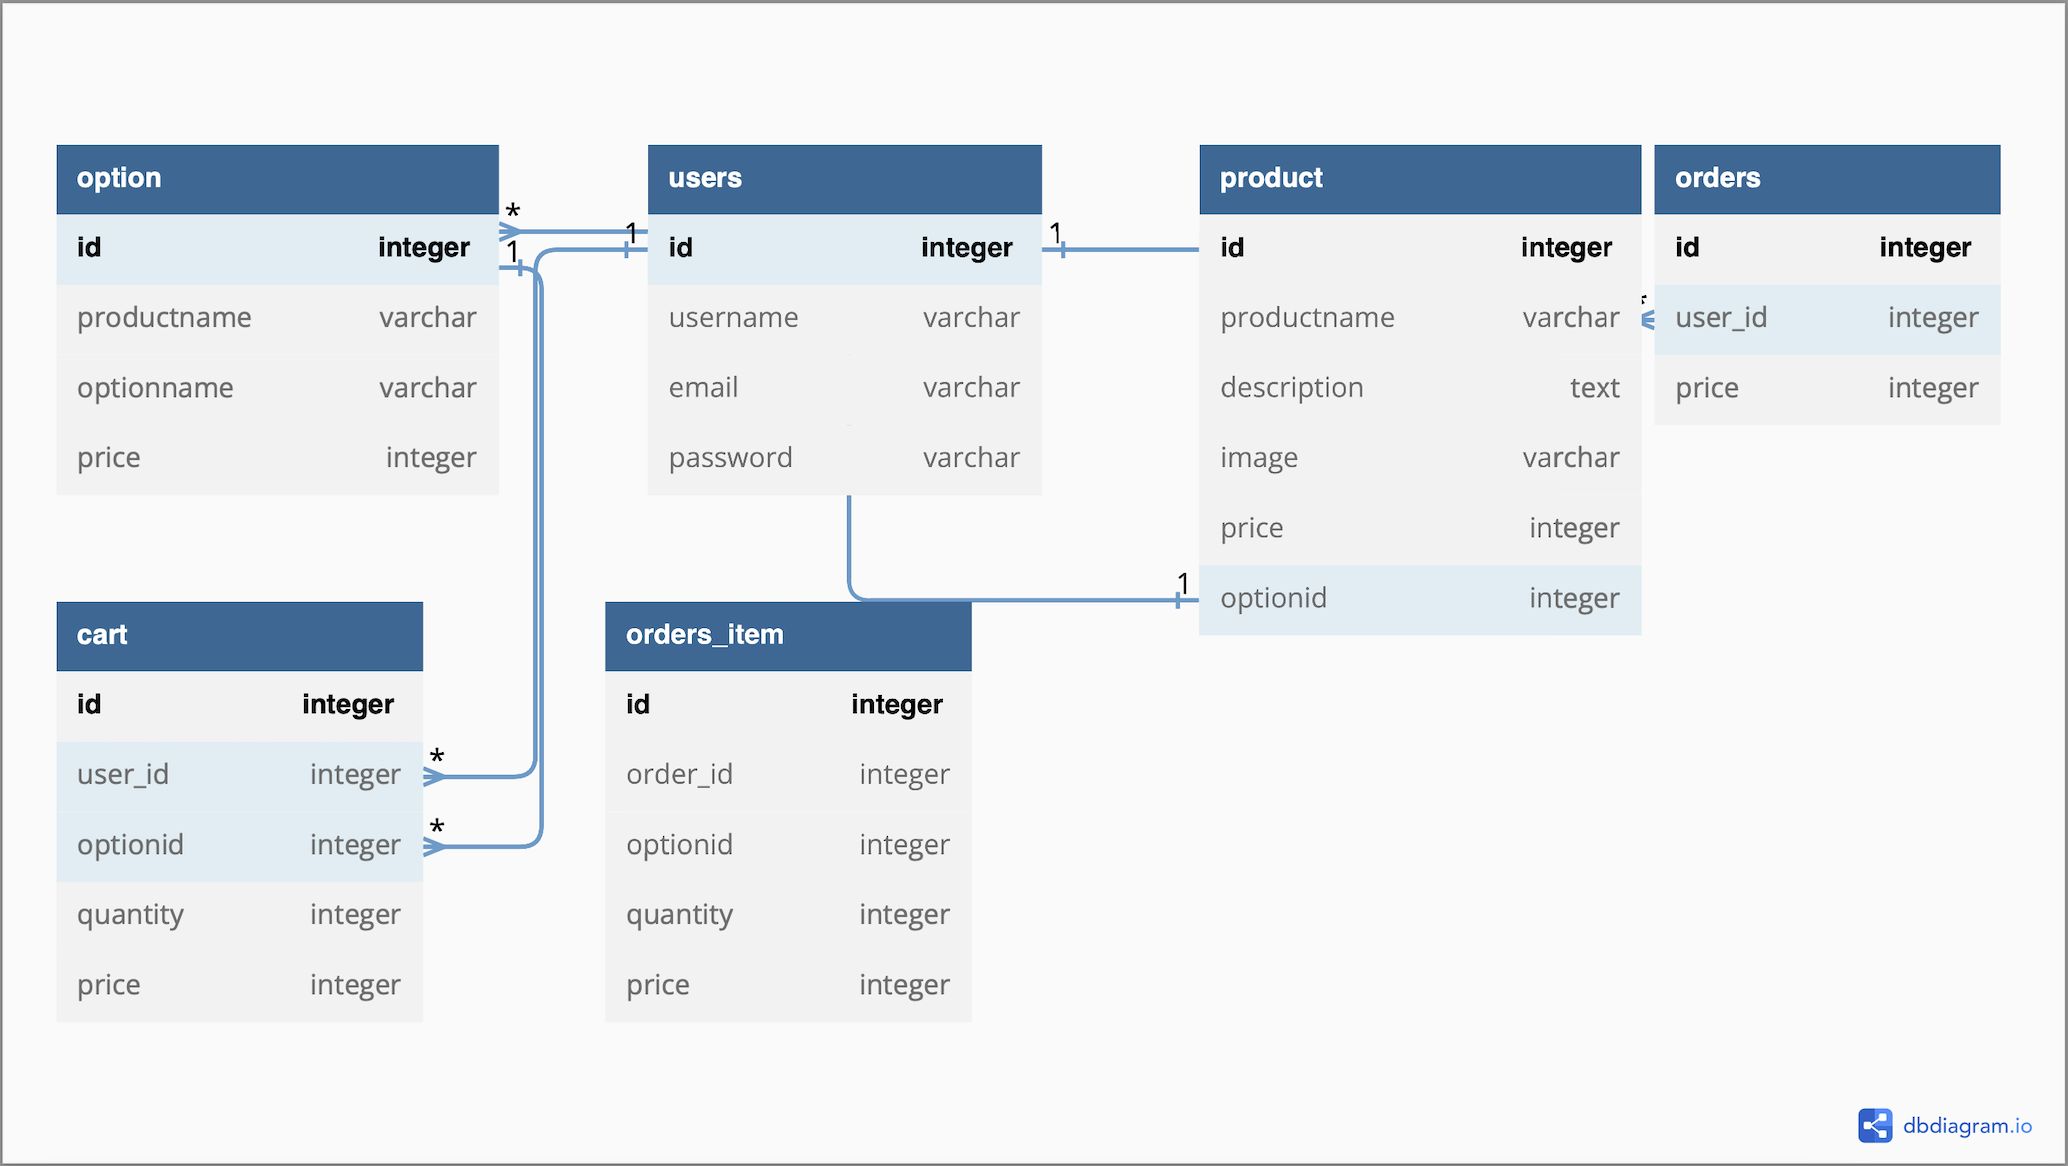 option
id integer
productname varchar
optionname varchar
price integer
users
id integer
username varchar
email varchar
password varchar
product
id integer
productname varchar
description text
image varchar
price integer
optionid integer
orders
id integer
user_id integer
price integer
* 1
1
1
*
1
cart
id integer
user_id integer
optionid integer
quantity integer
price integer
*
*
orders_item
id integer
order_id integer
optionid integer
quantity integer
price integer
dbdiagram.io